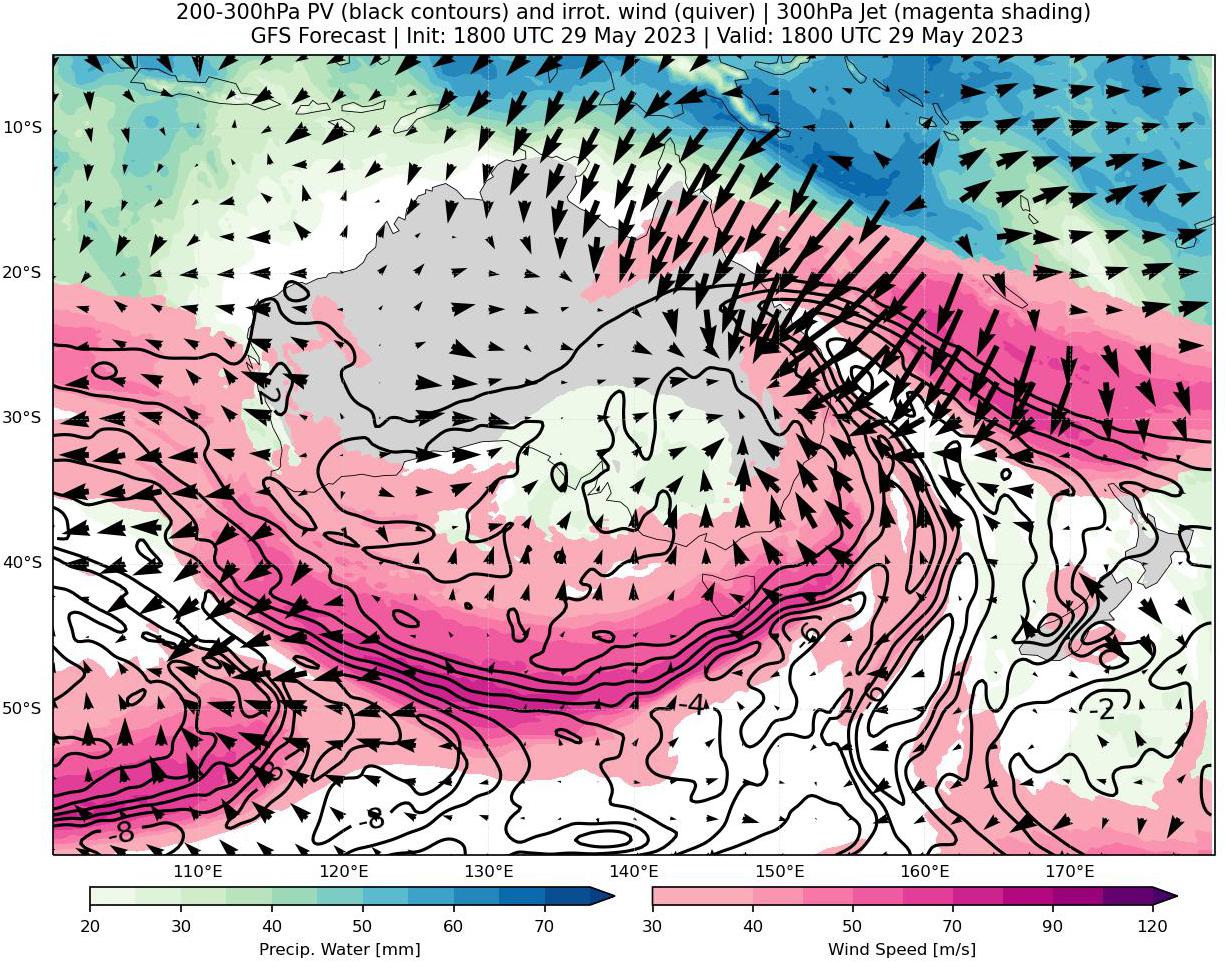 200-300hPa PV (black contours) and irrot. wind (quiver) | 300hPa Jet (magenta shading)
GFS Forecast | Init: 1800 UTC 29 May 2023 | Valid: 1800 UTC 29 May 2023
10°S
20°S
-2
30°S
40°S
-6
-6
-4
50°S
-2
-8
-8
110°E 120°E 130°E 140°E 150°E 160°E 170°E
20 30 40 50 60 70
Precip. Water [mm]
30 40 50 70 90 120
Wind Speed [m/s]